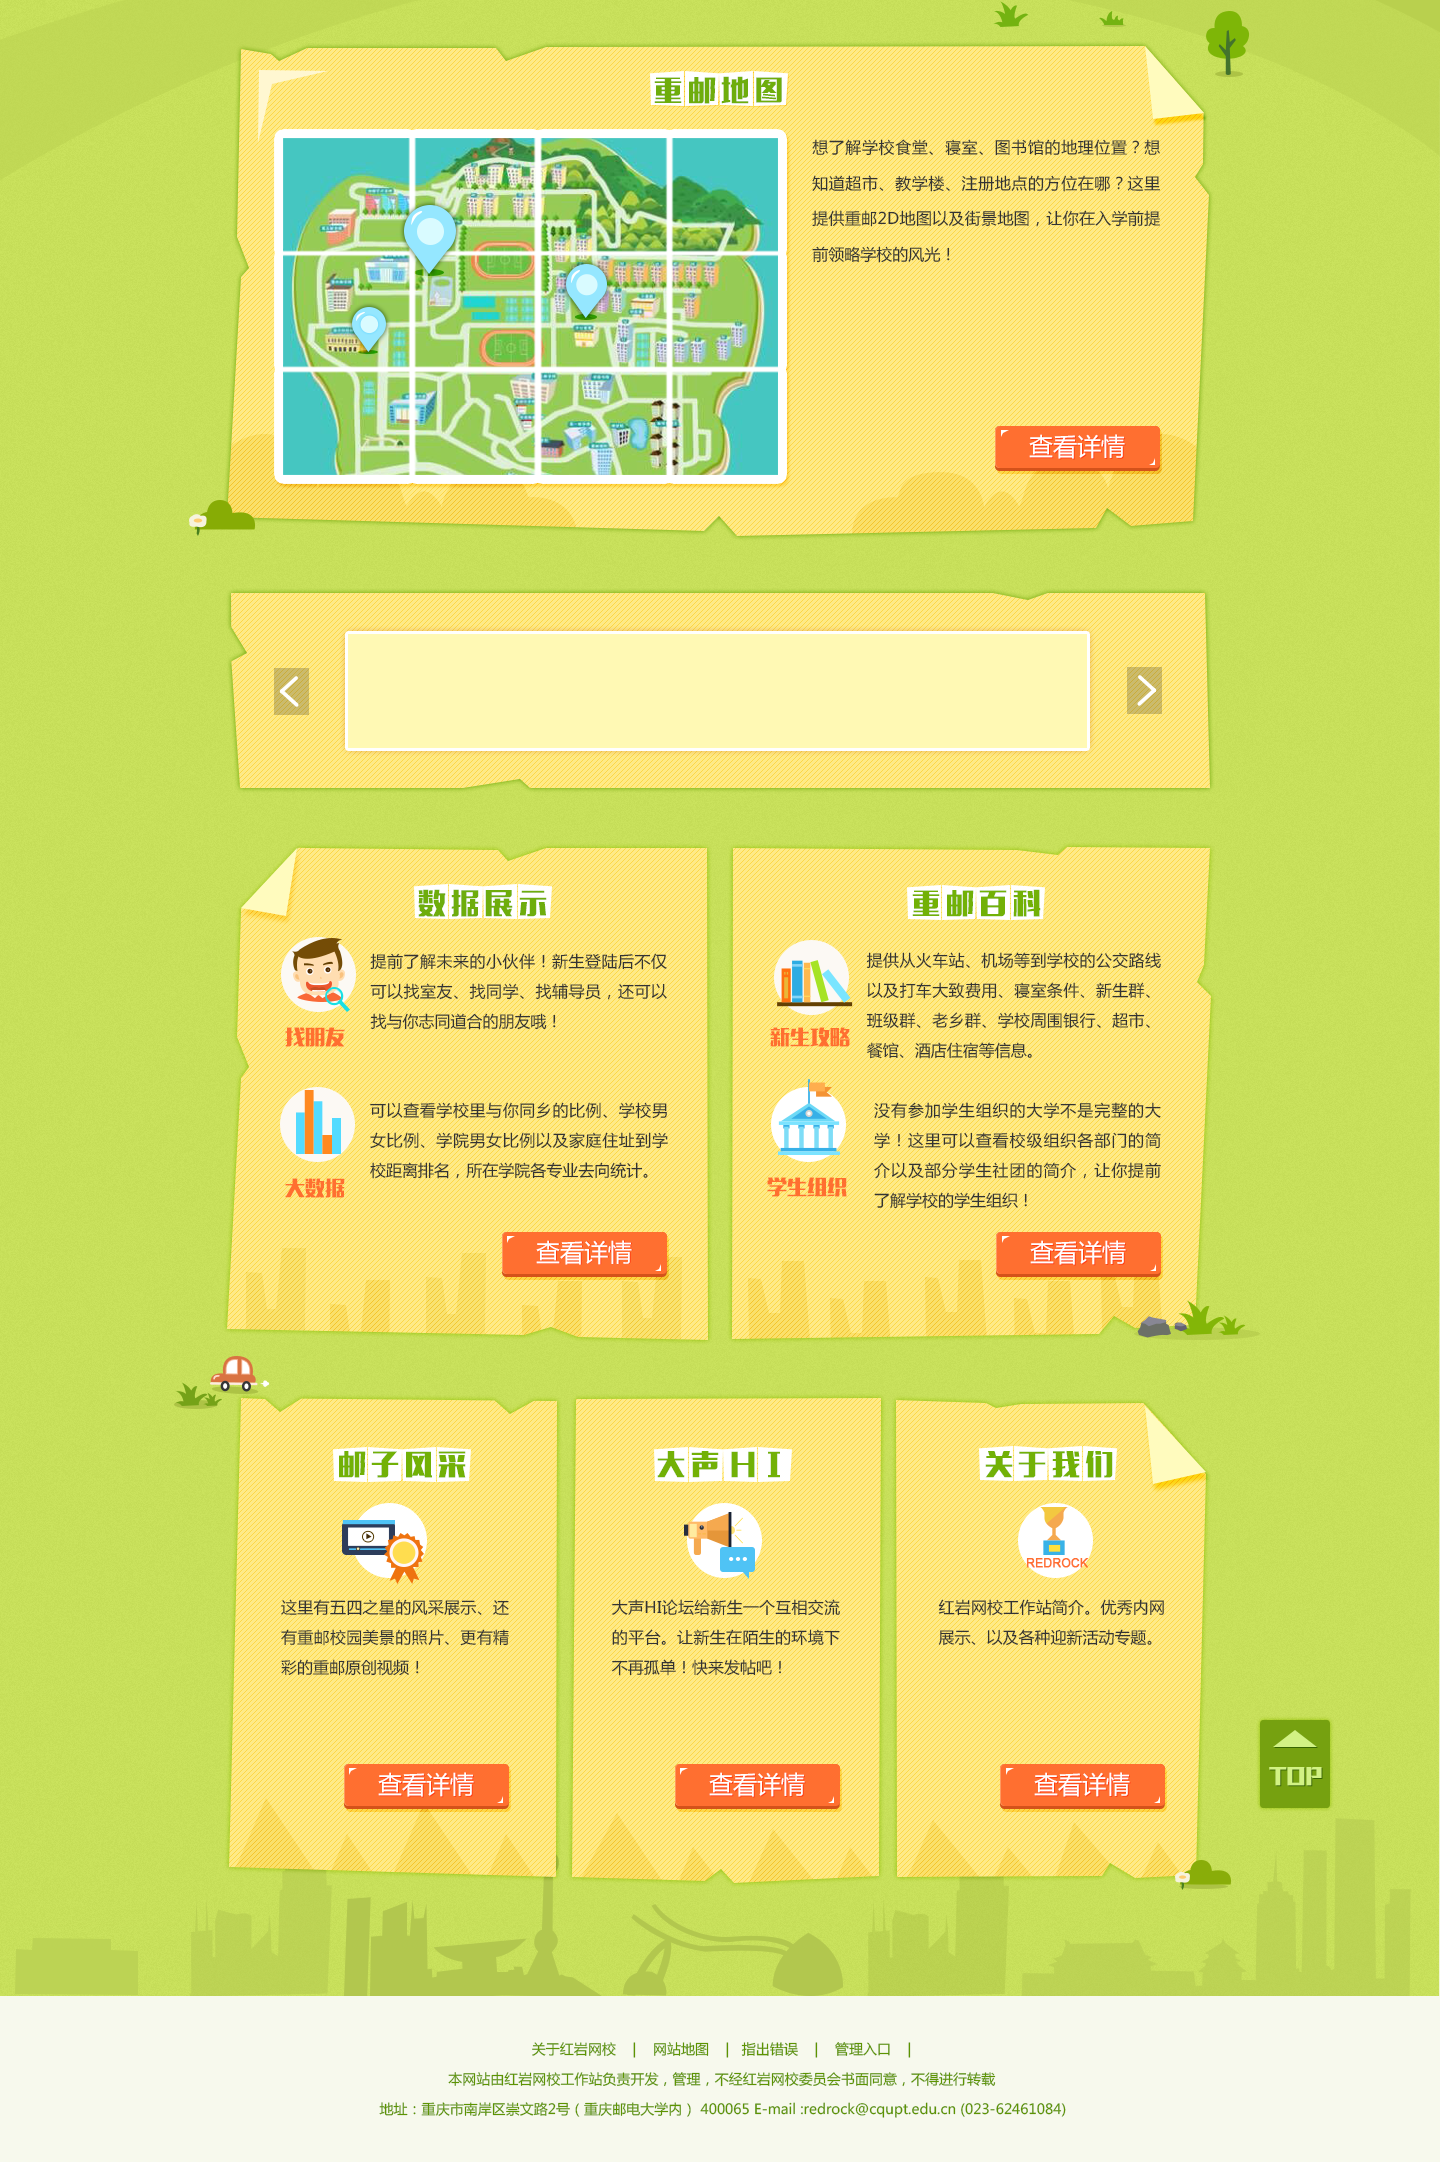 重邮地图
想了解学校食堂、寝室、图书馆的地理位置？想
知道超市、教学楼、注册地点的方位在哪？这里
提供重邮2D地图以及街景地图，让你在入学前提
前领略学校的风光！
查看详情
数据展示
提前了解未来的小伙伴！新生登陆后不仅
可以找室友、找同学、找辅导员，还可以
找与你志同道合的朋友哦！
找朋友
可以查看学校里与你同乡的比例、学校男
女比例、学院男女比例以及家庭住址到学
校距离排名，所在学院各专业去向统计。
大数据
查看详情
重邮百科
提供从火车站、机场等到学校的公交路线
以及打车大致费用、寝室条件、新生群、
班级群、老乡群、学校周围银行、超市、
餐馆、酒店住宿等信息。
新生攻略
没有参加学生组织的大学不是完整的大
学！这里可以查看校级组织各部门的简
介以及部分学生社团的简介，让你提前
了解学校的学生组织！
学生组织
查看详情
邮子风采
这里有五四之星的风采展示、还
有重邮校园美景的照片、更有精
彩的重邮原创视频！
查看详情
大声HI
大声HI论坛给新生一个互相交流
的平台。让新生在陌生的环境下
不再孤单！快来发帖吧！
查看详情
关于我们
REDROCK
红岩网校工作站简介。优秀内网
展示、以及各种迎新活动专题。
查看详情
TOP
关于红岩网校 | 网站地图 | 指出错误 | 管理入口 |
本网站由红岩网校工作站负责开发，管理，不经红岩网校委员会书面同意，不得进行转载
地址：重庆市南岸区崇文路2号（重庆邮电大学内） 400065 E-mail :redrock@cqupt.edu.cn (023-62461084)